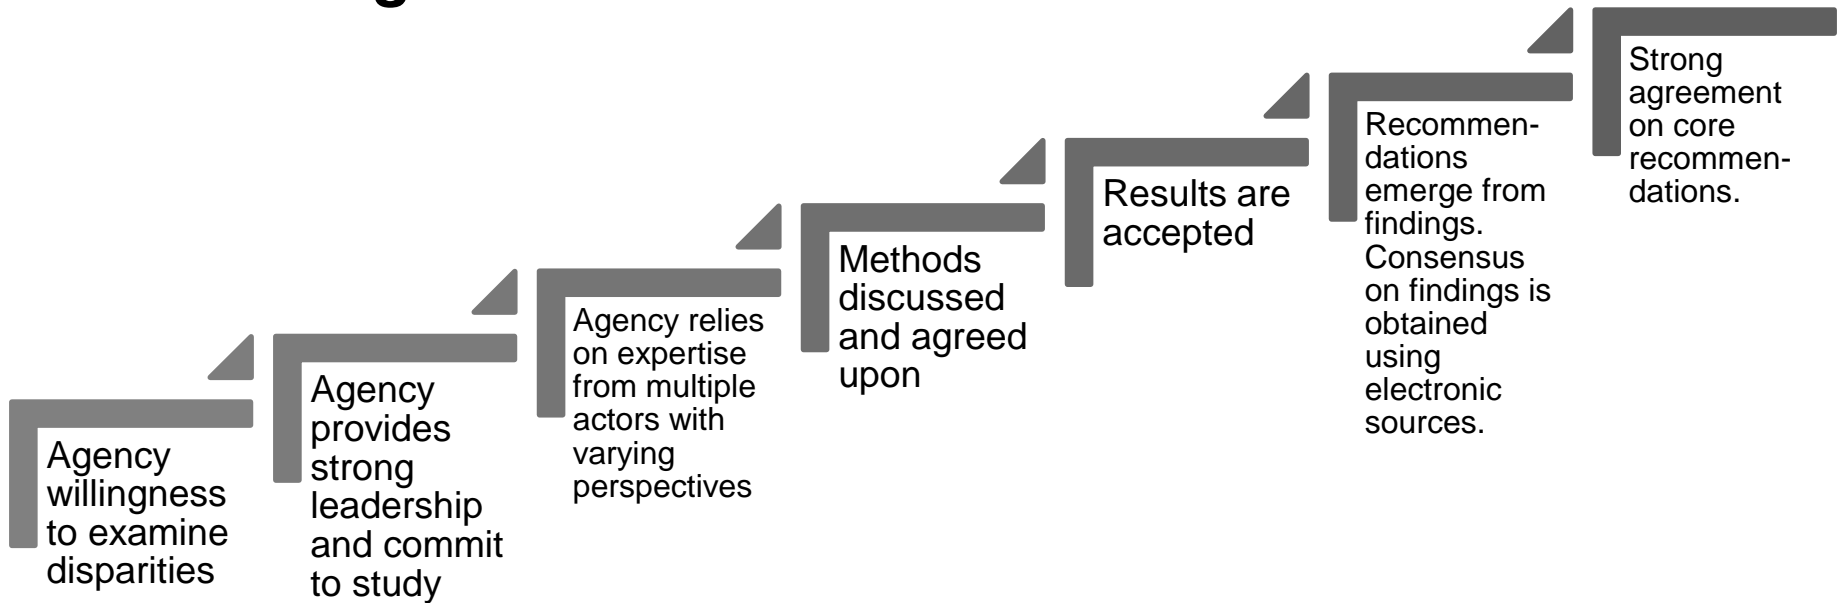 Agency
willingness
to examine
disparities
Agency
provides
strong
leadership
and commit
to study
Agency relies
on expertise
from multiple
actors with
varying
perspectives
Methods
discussed
and agreed
upon
Results are
accepted
Recommen-
dations
emerge from
findings.
Consensus
on findings is
obtained
using
electronic
sources.
Strong
agreement
on core
recommen-
dations.